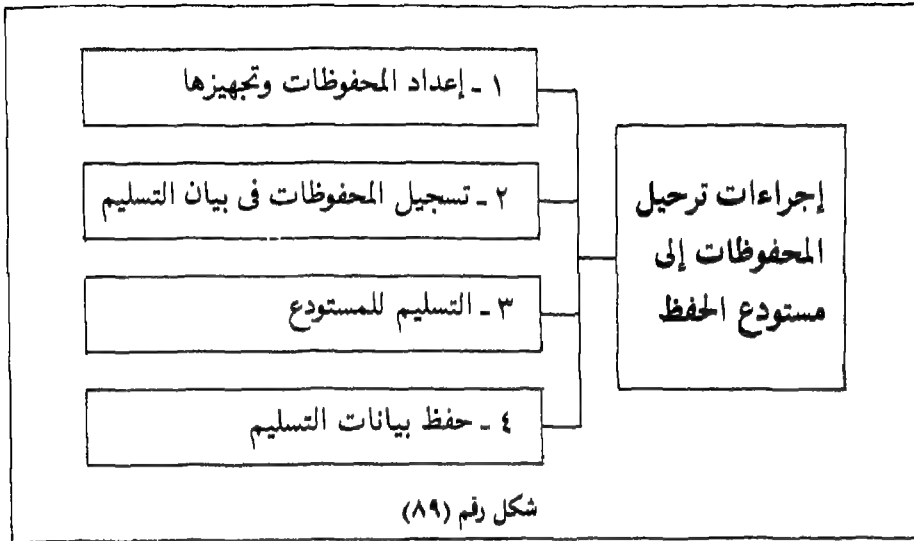 إجراءات ترحيل
المحفوظات إلى
مستودع الحفظ
١ ـ إعداد المحفوظات وتجهيزها
٢ ـ تسجيل المحفوظات فى بيان التسليم
٣ ـ التسليم للمستودع
٤ ـ حفظ بيانات التسليم
شكل رقم (٨٩)